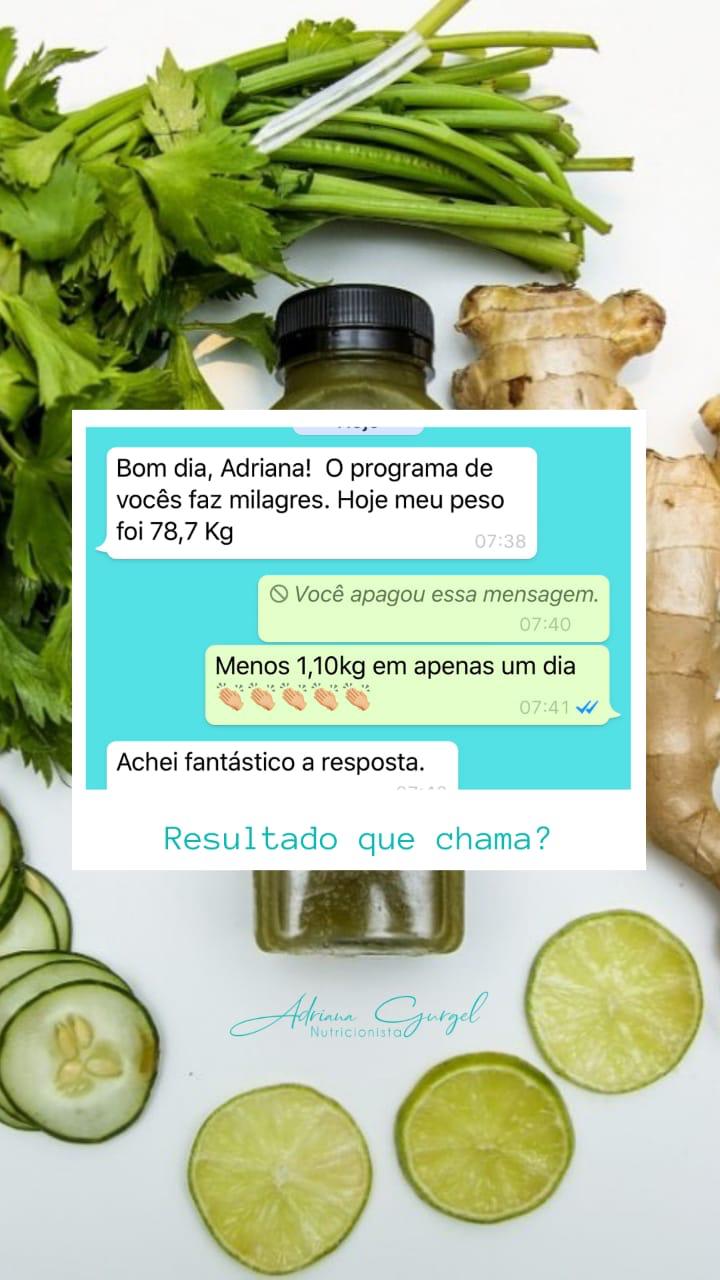 Bom dia, Adriana!  O programa de
vocês faz milagres. Hoje meu peso
foi 78,7 Kg
07:38
Você apagou essa mensagem.
07:40
Menos 1,10kg em apenas um dia
👏🏼👏🏼👏🏼👏🏼👏🏼
07:41
Achei fantástico a resposta.
Resultado que chama?
Adriana Gurgel
Nutricionista